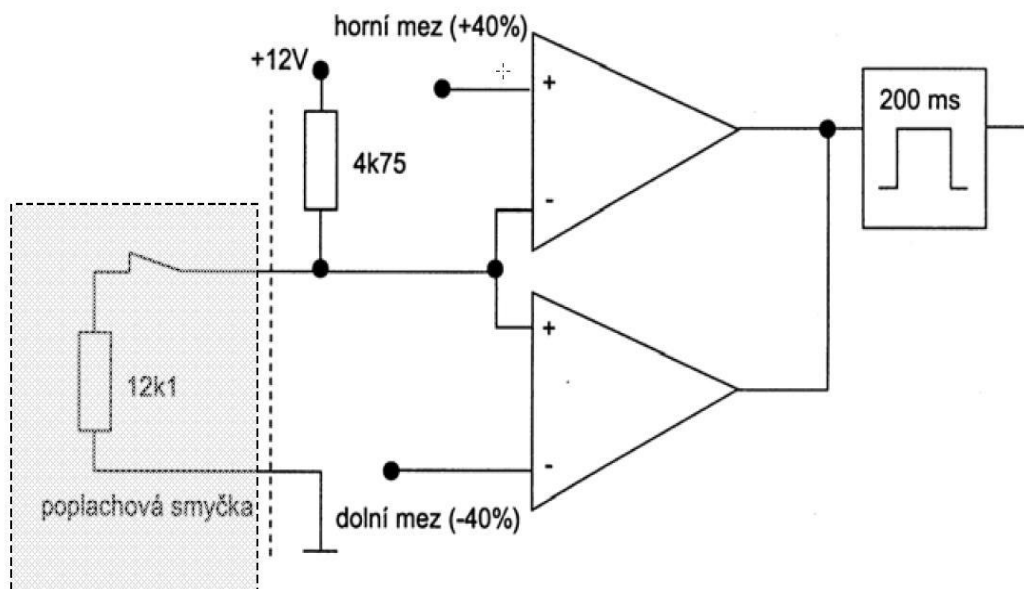 horní mez (+40%)
+12V
+
200 ms
4k75
-
+
12k1
-
poplachová smyčka
dolní mez (-40%)